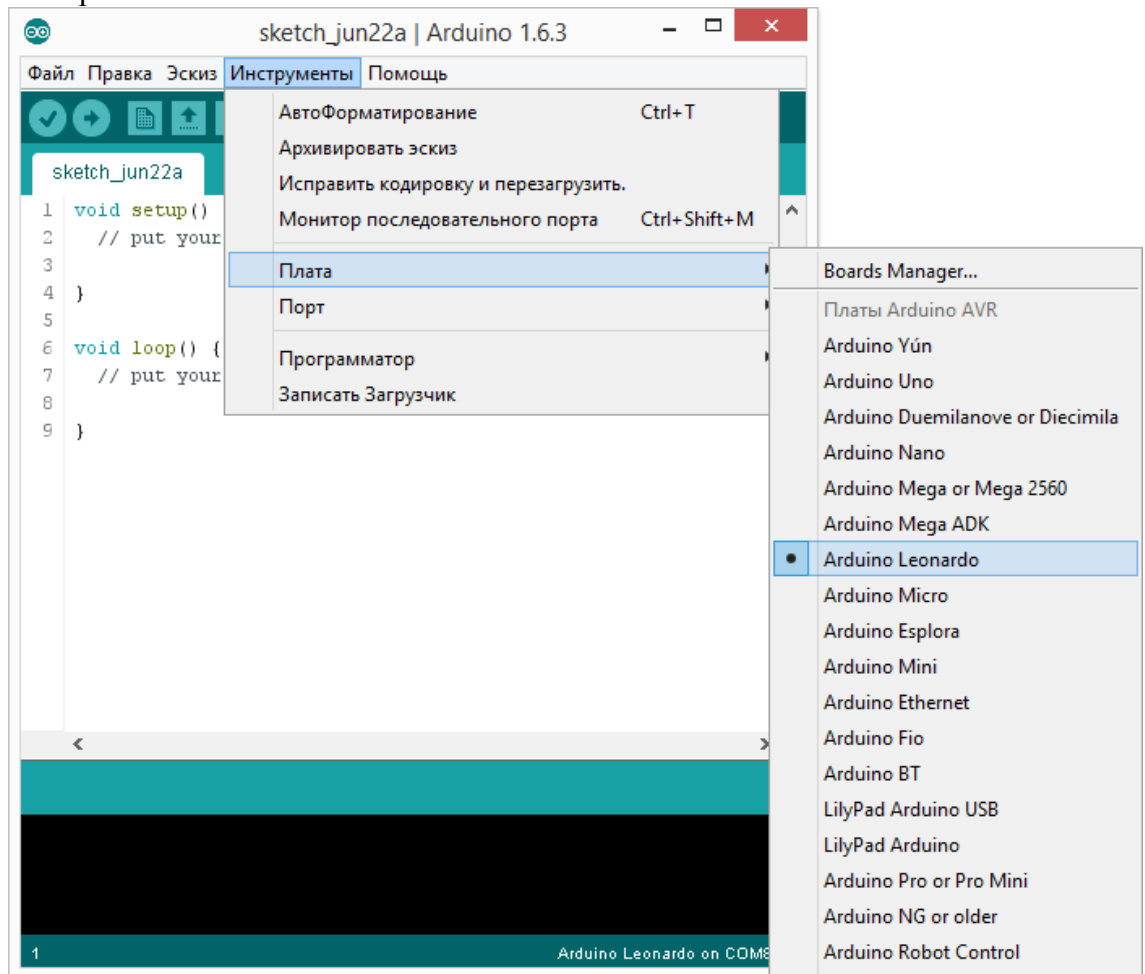 sketch_jun22a | Arduino 1.6.3
Файл Правка Эскиз Инструменты Помощь
АвтоФорматирование Ctrl+T
Архивировать эскиз
Исправить кодировку и перезагрузить.
Монитор последовательного порта Ctrl+Shift+M
Плата
Порт
Программатор
Записать Загрузчик
sketch_jun22a
1 void setup()
2 // put your
3
4 }
5
6 void loop() {
7 // put your
8
9 }
Boards Manager...
Платы Arduino AVR
Arduino Yún
Arduino Uno
Arduino Duemilanove or Diecimila
Arduino Nano
Arduino Mega or Mega 2560
Arduino Mega ADK
Arduino Leonardo
Arduino Micro
Arduino Esplora
Arduino Mini
Arduino Ethernet
Arduino Fio
Arduino BT
LilyPad Arduino USB
LilyPad Arduino
Arduino Pro or Pro Mini
Arduino NG or older
Arduino Robot Control
1 Arduino Leonardo on COM8